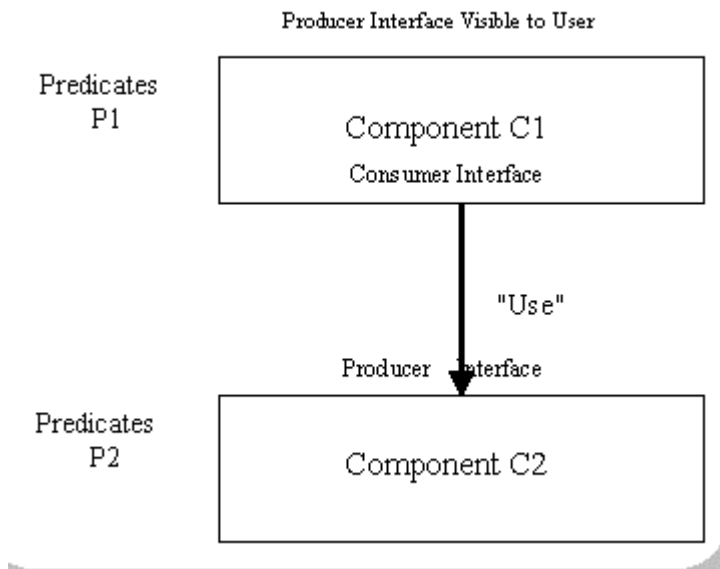 Producer Interface Visible to User
Predicates
P1
Component C1
Consumer Interface
"Use"
Producer Interface
Predicates
P2
Component C2